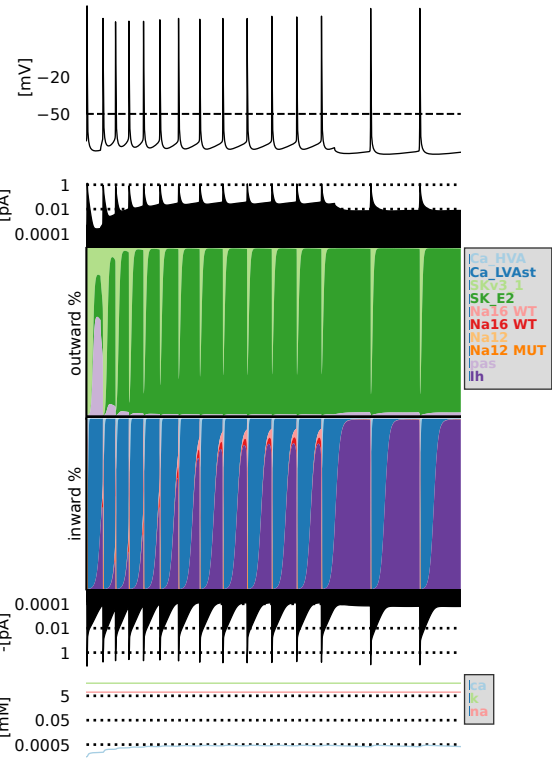 [mV]
−20
−50
[pA]
1
0.01
0.0001
outward %
Ca_HVA
Ca_LVAst
SKv3_1
SK_E2
Na16 WT
Na16 WT
Na12
Na12 MUT
pas
Ih
inward %
-[pA]
0.0001
0.01
1
[mM]
5
0.05
0.0005
ca
k
na